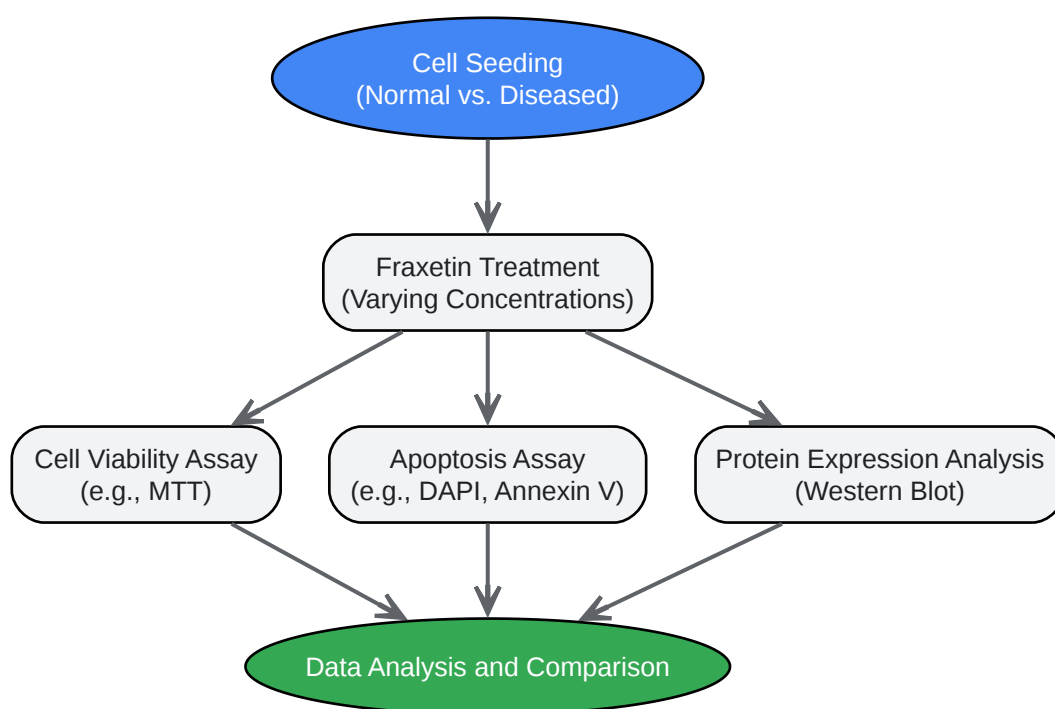 Cell Seeding
(Normal vs. Diseased)
Fraxetin Treatment
(Varying Concentrations)
Cell Viability Assay
(e.g., MTT)
Apoptosis Assay
(e.g., DAPI, Annexin V)
Protein Expression Analysis
(Western Blot)
Data Analysis and Comparison